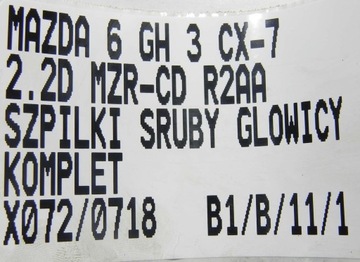 MAZDA 6 GH 3 CX-7
2.2D MZR-CD R2AA
SZPILKI SRUBY GLOWICY
KOMPLET
X072/0718 B1/B/11/1